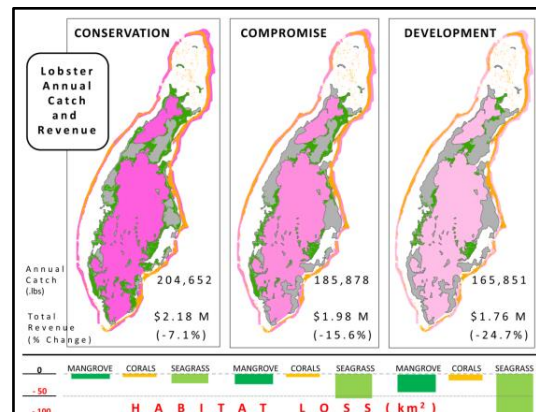 CONSERVATION
COMPROMISE
DEVELOPMENT
Lobster
Annual
Catch
and
Revenue
Annual
Catch
(.lbs)
204,652
185,878
165,851
Total
Revenue
(% Change)
$2.18 M
(-7.1%)
$1.98 M
(-15.6%)
$1.76 M
(-24.7%)
0
MANGROVE CORALS SEAGRASS MANGROVE CORALS SEAGRASS MANGROVE CORALS SEAGRASS
- 50
- 100
HABITAT LOSS (km²)